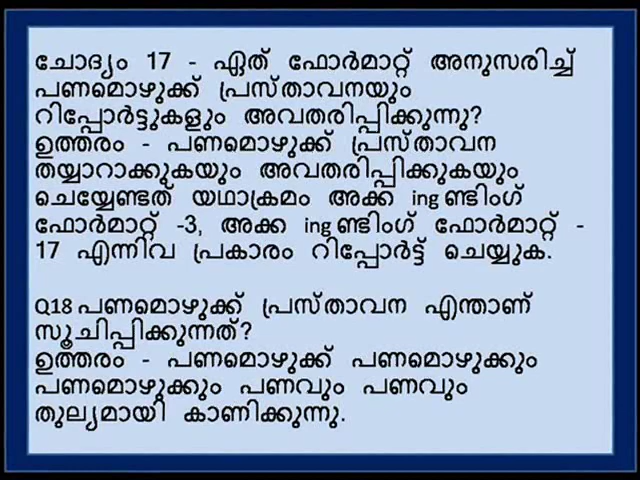 ചോദ്യം 17 - ഏത് ഫോർമാറ്റ് അനുസരിച്ച്
പണമൊഴുക്ക് പ്രസ്താവനയും
റിപ്പോർട്ടുകളും അവതരിപ്പിക്കുന്നു?
ഉത്തരം - പണമൊഴുക്ക് പ്രസ്താവന
തയ്യാറാക്കുകയും അവതരിപ്പിക്കുകയും
ചെയ്യേണ്ടത് യഥാക്രമം അക്ക ing ണ്ടിംഗ്
ഫോർമാറ്റ് -3, അക്ക ing ണ്ടിംഗ് ഫോർമാറ്റ് -
17 എന്നിവ പ്രകാരം റിപ്പോർട്ട് ചെയ്യുക.
Q18 പണമൊഴുക്ക് പ്രസ്താവന എന്താണ്
സൂചിപ്പിക്കുന്നത്?
ഉത്തരം - പണമൊഴുക്ക് പണമൊഴുക്കും
പണമൊഴുക്കും പണവും പണവും
തുല്യമായി കാണിക്കുന്നു.